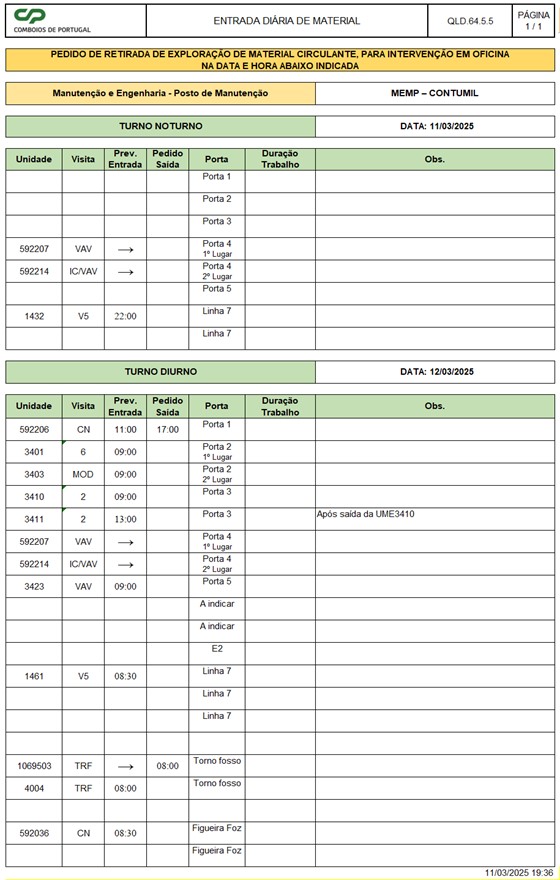 CP
COMBOIOS DE PORTUGAL
ENTRADA DIÁRIA DE MATERIAL
QLD.64.5.5
PÁGINA
1 / 1
PEDIDO DE RETIRADA DE EXPLORAÇÃO DE MATERIAL CIRCULANTE, PARA INTERVENÇÃO EM OFICINA
NA DATA E HORA ABAIXO INDICADA
Manutenção e Engenharia - Posto de Manutenção MEMP – CONTUMIL
TURNO NOTURNO DATA: 11/03/2025
Unidade Visita Prev. Entrada Pedido Saída Porta Duração Trabalho Obs.
Porta 1
Porta 2
Porta 3
592207 VAV → Porta 4 1º Lugar
592214 IC/VAV → Porta 4 2º Lugar
Porta 5
1432 V5 22:00 Linha 7
Linha 7
TURNO DIURNO DATA: 12/03/2025
Unidade Visita Prev. Entrada Pedido Saída Porta Duração Trabalho Obs.
592206 CN 11:00 17:00 Porta 1
3401 6 09:00 Porta 2 1º Lugar
3403 MOD 09:00 Porta 2 2º Lugar
3410 2 09:00 Porta 3
3411 2 13:00 Porta 3 Após saída da UME3410
592207 VAV → Porta 4 1º Lugar
592214 IC/VAV → Porta 4 2º Lugar
3423 VAV 09:00 Porta 5
A indicar
A indicar
E2
1461 V5 08:30 Linha 7
Linha 7
Linha 7
1069503 TRF → 08:00 Torno fosso
4004 TRF 08:00 Torno fosso
592036 CN 08:30 Figueira Foz
Figueira Foz
11/03/2025 19:36